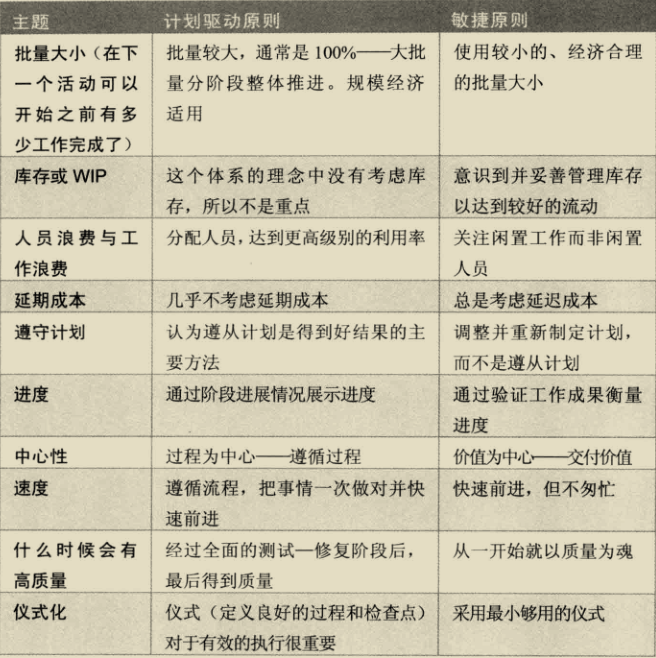 主题 计划驱动原则 敏捷原则
批量大小（在下 批量较大，通常是 100%——大批 使用较小的、经济合理
一个活动可以 量分阶段整体推进。规模经济 的批量大小
开始之前有多 适用
少工作完成了）
库存或 WIP 这个体系的理念中没有考虑库 意识到并妥善管理库存
存，所以不是重点 以达到较好的流动
人员浪费与工 分配人员，达到更高级别的利用率 关注闲置工作而非闲置
作浪费 人员
延期成本 几乎不考虑延期成本 总是考虑延迟成本
遵守计划 认为遵从计划是得到好结果的主 调整并重新制定计划，
要方法 而不是遵从计划
进度 通过阶段进展情况展示进度 通过验证工作成果衡量
进度
中心性 过程为中心——遵循过程 价值为中心——交付价值
速度 遵循流程，把事情一次做对并快 快速前进，但不匆忙
速前进
什么时候会有 经过全面的测试—修复阶段后， 从一开始就以质量为魂
高质量 最后得到质量
仪式化 仪式（定义良好的过程和检查点） 采用最小够用的仪式
对于有效的执行很重要